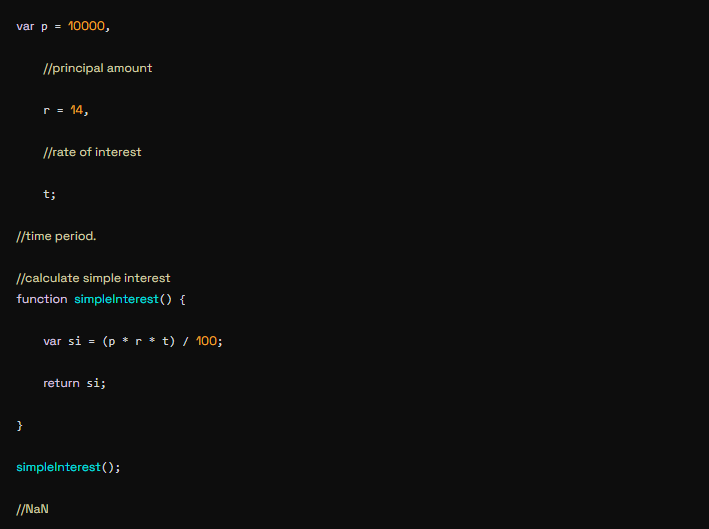 var p = 10000,
//principal amount
r = 14,
//rate of interest
t;
//time period.
//calculate simple interest
function simpleInterest() {
var si = (p * r * t) / 100;
return si;
}
simpleInterest();
//NaN